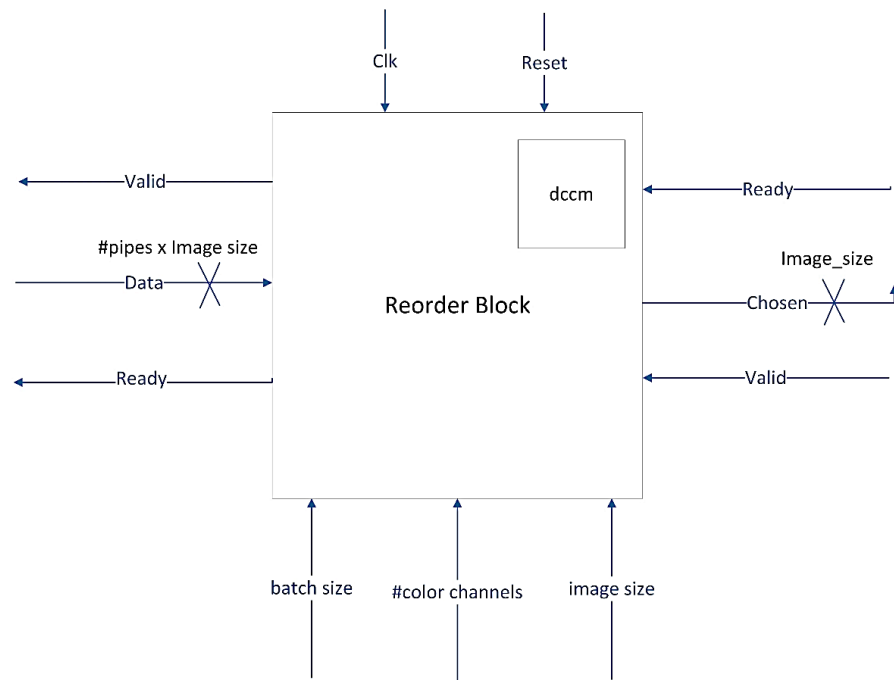 Clk
Reset
dccm
Valid
Ready
#pipes x Image size
Image_size
Data
Reorder Block
Chosen
Ready
Valid
batch size
#color channels
image size